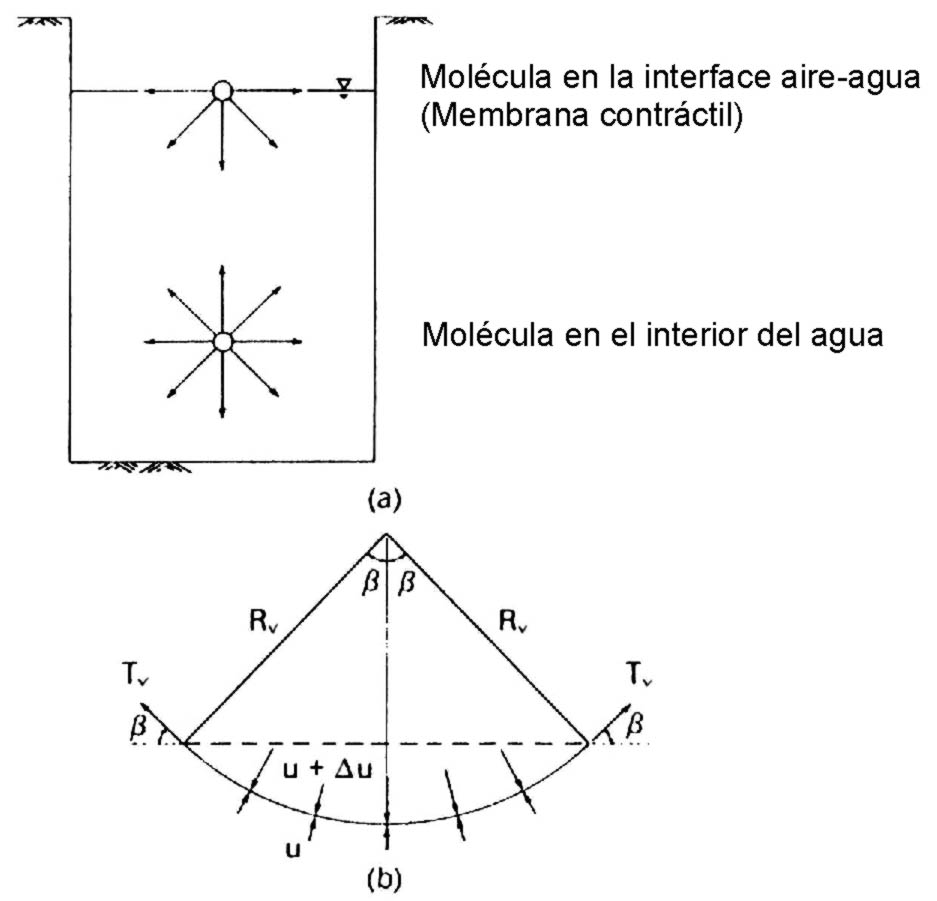 Molécula en la interface aire-agua
(Membrana contráctil)
Molécula en el interior del agua
(a)
β β
Rᵥ Rᵥ
Tᵥ Tᵥ
β β
u + Δu
u
(b)